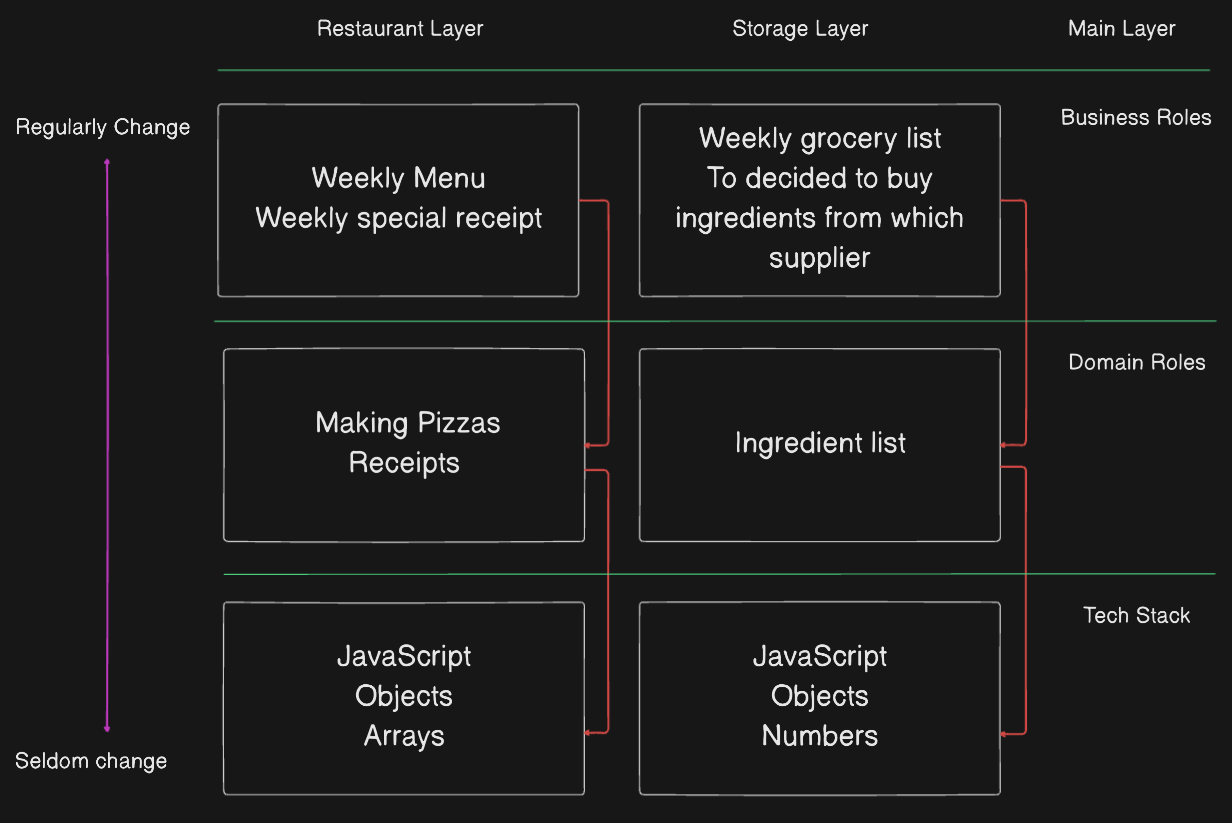 Restaurant Layer
Storage Layer
Main Layer
Regularly Change
Weekly Menu
Weekly special receipt
Weekly grocery list
To decided to buy
ingredients from which
supplier
Business Roles
Making Pizzas
Receipts
Ingredient list
Domain Roles
JavaScript
Objects
Arrays
JavaScript
Objects
Numbers
Tech Stack
Seldom change